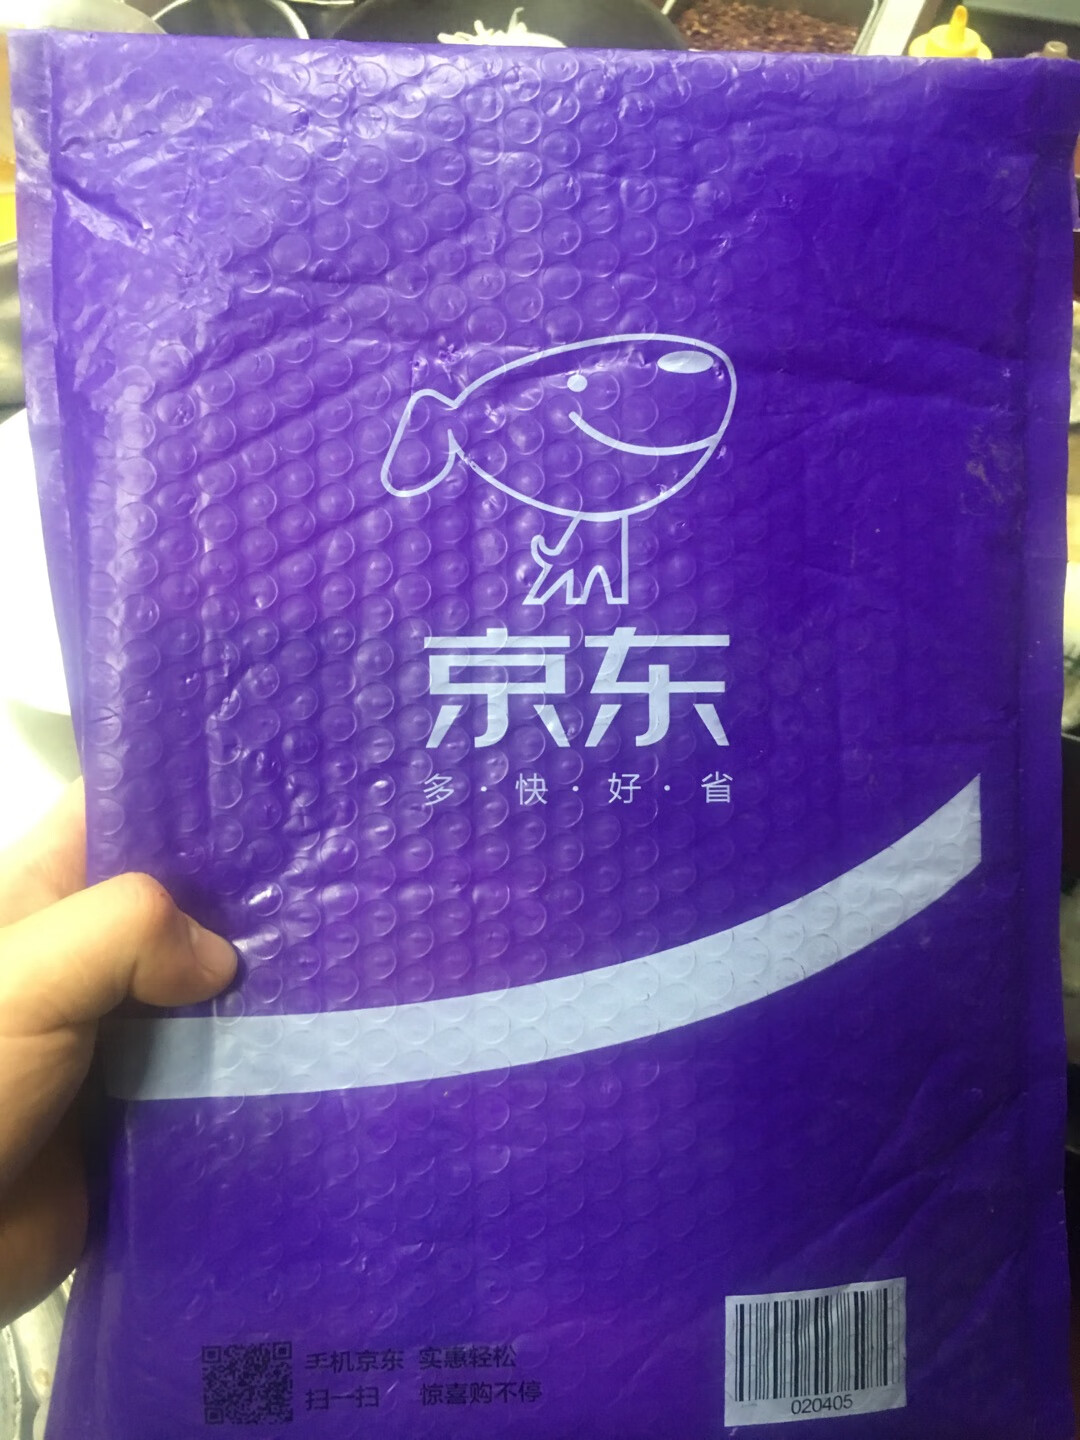 京东
多·快·好·省
手机京东 实惠轻松
扫一扫 惊喜购不停
020405